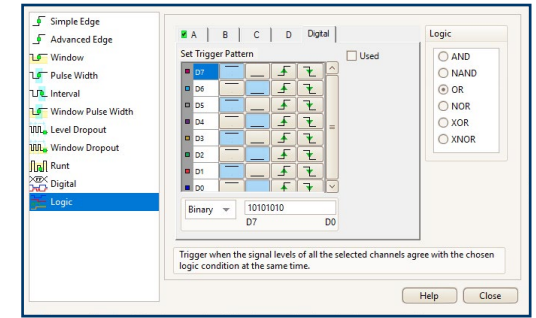 Simple Edge
Advanced Edge
Window
Pulse Width
Interval
Window Pulse Width
Level Dropout
Window Dropout
Runt
Digital
Logic
A B C D Digital
Set Trigger Pattern
Used
D7
D6
D5
D4
D3
D2
D1
D0
Binary 10101010
D7 D0
Logic
AND
NAND
OR
NOR
XOR
XNOR
Trigger when the signal levels of all the selected channels agree with the chosen
logic condition at the same time.
Help Close